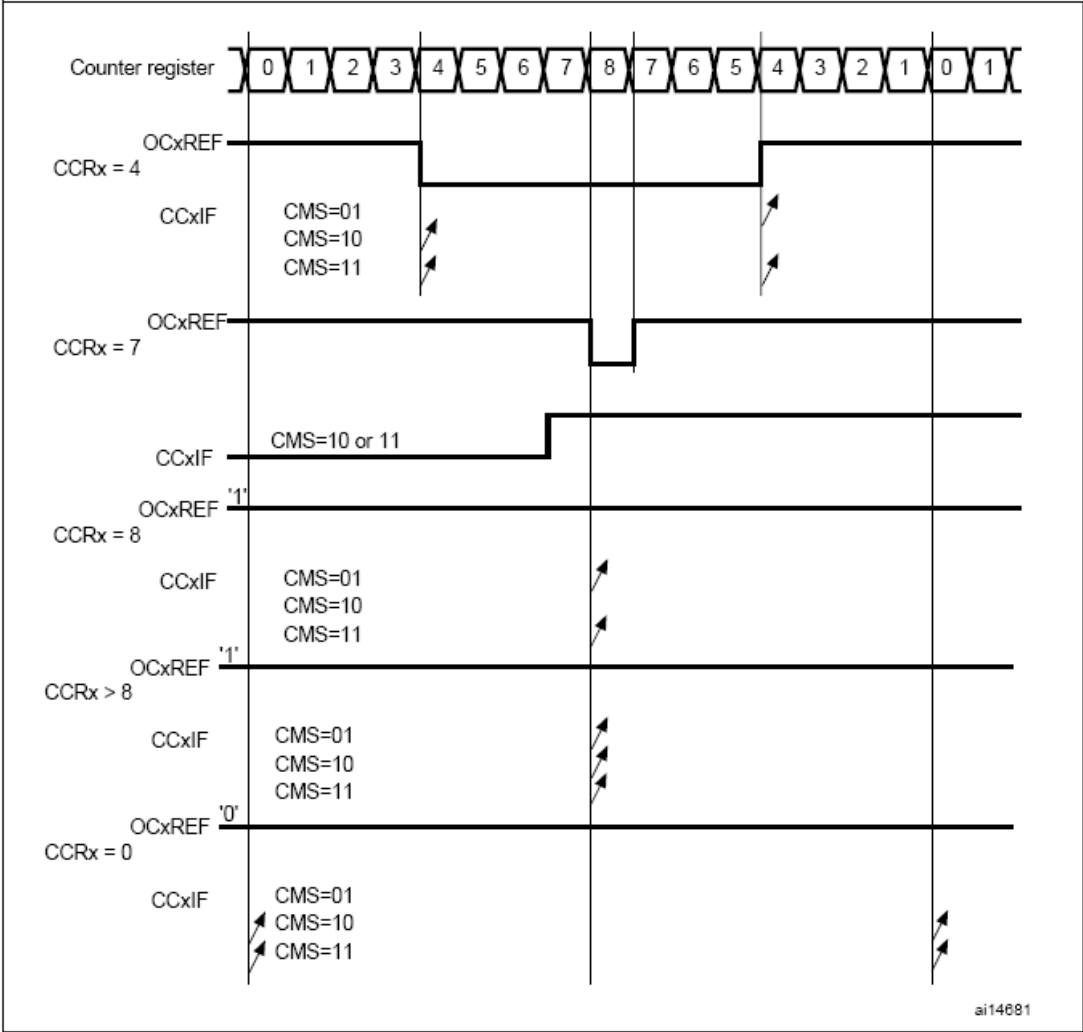 Counter register 0 1 2 3 4 5 6 7 8 7 6 5 4 3 2 1 0 1
OCxREF
CCRx = 4
CCxIF
CMS=01
CMS=10
CMS=11
OCxREF
CCRx = 7
CMS=10 or 11
CCxIF
'1'
OCxREF
CCRx = 8
CCxIF
CMS=01
CMS=10
CMS=11
'1'
OCxREF
CCRx > 8
CCxIF
CMS=01
CMS=10
CMS=11
'0'
OCxREF
CCRx = 0
CCxIF
CMS=01
CMS=10
CMS=11
ai14681